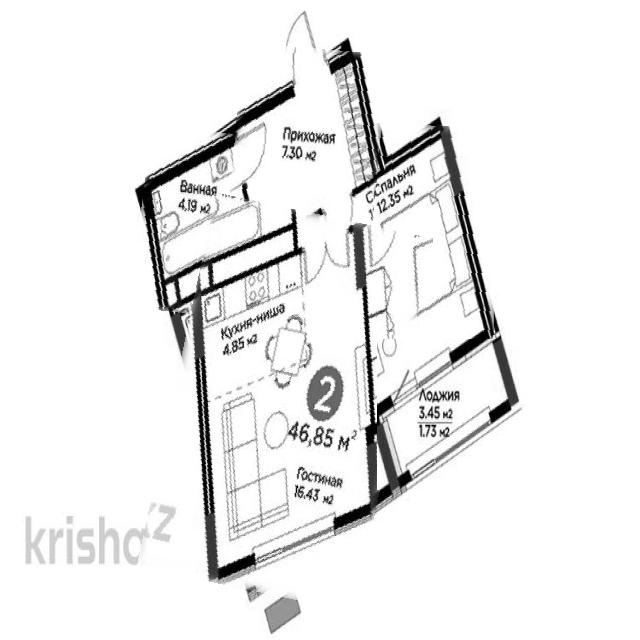 Прихожая
7.30 м²
Ванная
4.19 м²
Спальня
12.35 м²
Кухня-ниша
4.85 м²
2
46,85 м²
Лоджия
3.45 м²
1.73 м²
Гостиная
16.43 м²
krisha